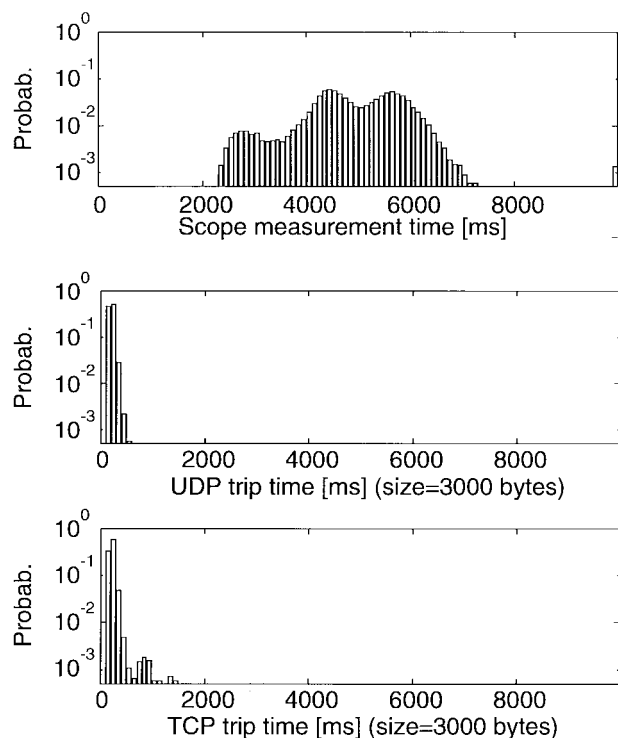 Probab.
10^0
10^-1
10^-2
10^-3
0 2000 4000 6000 8000
Scope measurement time [ms]
Probab.
10^0
10^-1
10^-2
10^-3
0 2000 4000 6000 8000
UDP trip time [ms] (size=3000 bytes)
Probab.
10^0
10^-1
10^-2
10^-3
0 2000 4000 6000 8000
TCP trip time [ms] (size=3000 bytes)